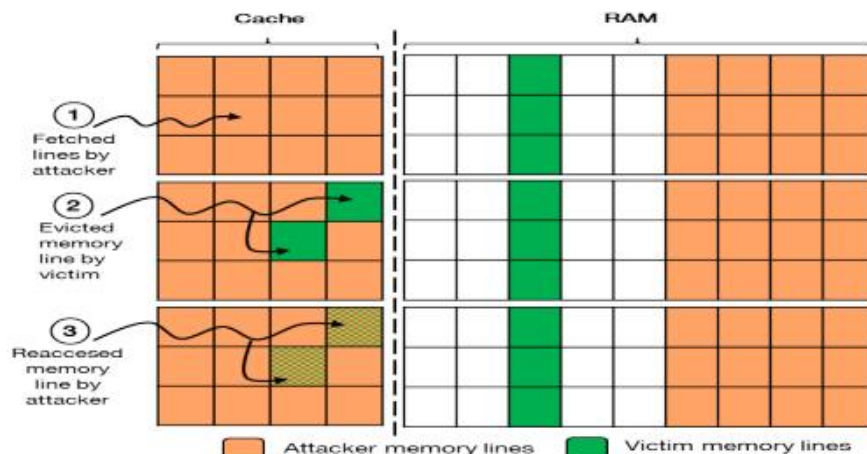 Cache
RAM
1
Fetched
lines by
attacker
2
Evicted
memory
line by
victim
3
Reaccesed
memory
line by
attacker
Attacker memory lines
Victim memory lines